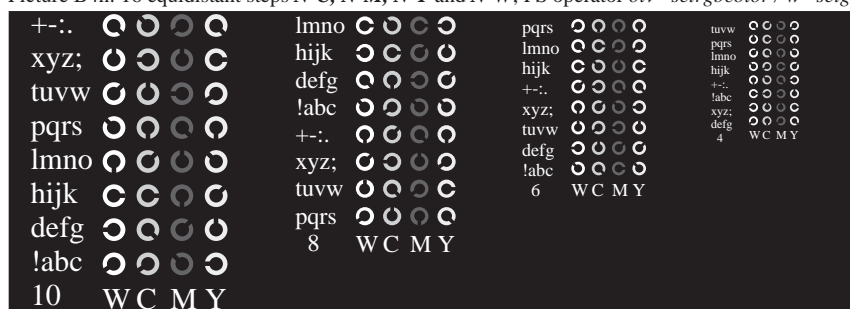 +-:.
xyz;
tuvw
pqrs
lmno
hijk
defg
!abc
10 W C M Y
lmno
hijk
defg
!abc
+-:.
xyz;
tuvw
pqrs
8 W C M Y
pqrs
lmno
hijk
+-:.
xyz;
tuvw
defg
!abc
6 W C M Y
tuvw
pqrs
lmno
hijk
+-:.
!abc
xyz;
defg
4 W C M Y